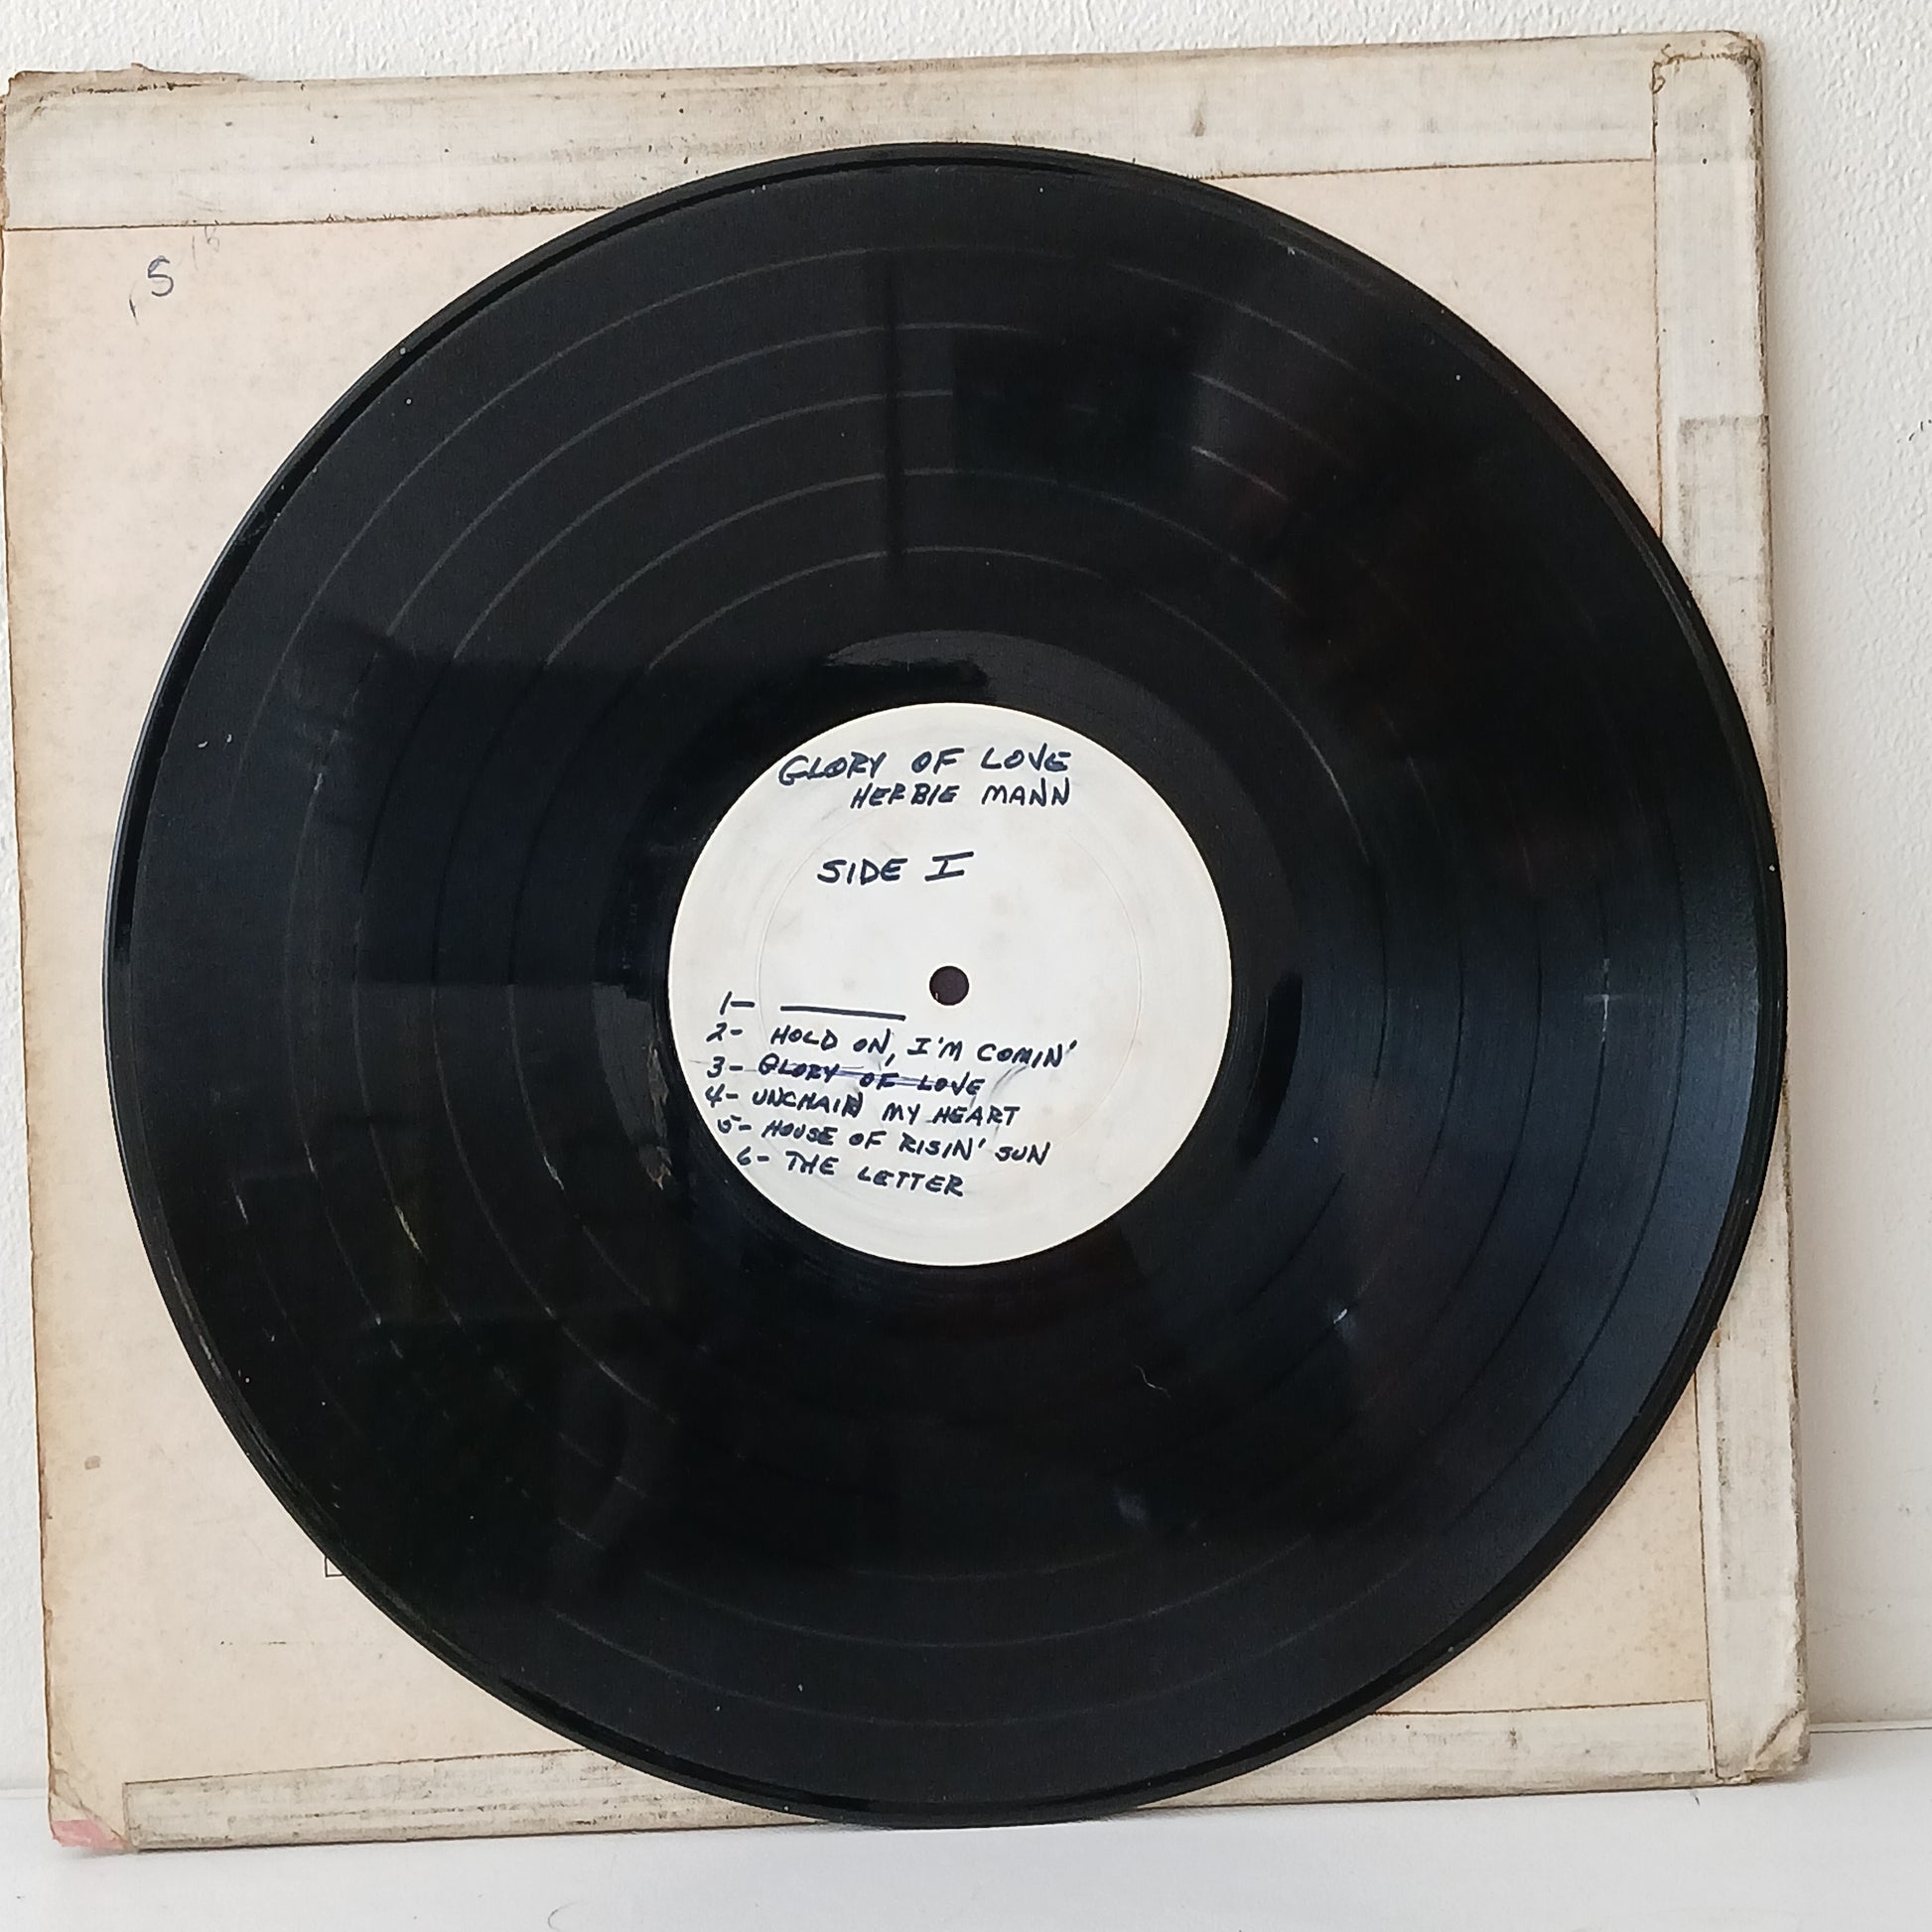 5
GLORY OF LOVE
HERBIE MANN
SIDE I
1-
2- HOLD ON, I'M COMIN'
3- GLORY OF LOVE
4- UNCHAIN MY HEART
5- HOUSE OF RISIN' SUN
6- THE LETTER